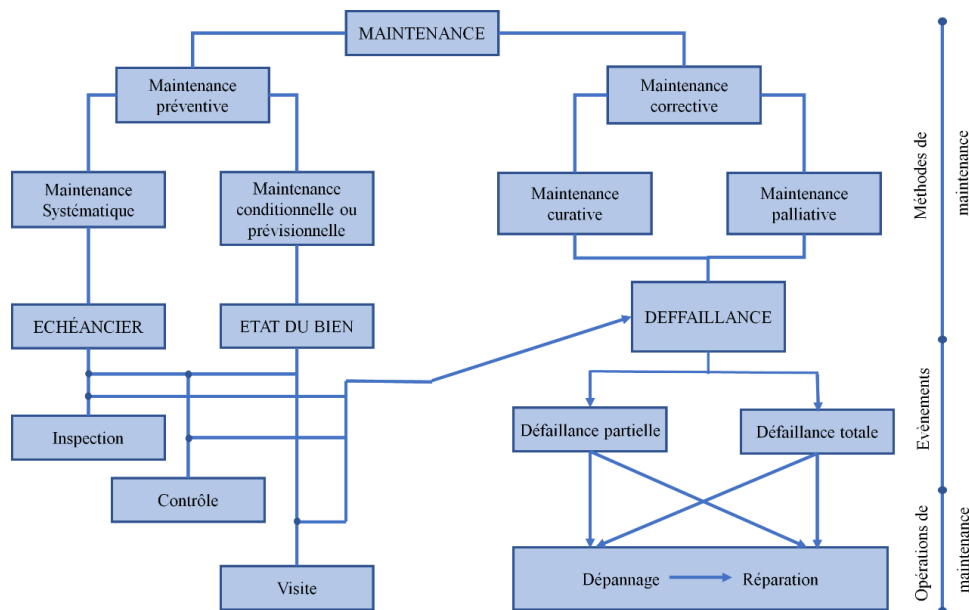 MAINTENANCE
Maintenance
préventive
Maintenance
corrective
Maintenance
Systématique
Maintenance
conditionnelle ou
prévisionnelle
Maintenance
curative
Maintenance
palliative
ECHÉANCIER
ETAT DU BIEN
DEFFAILLANCE
Inspection
Défaillance partielle
Défaillance totale
Contrôle
Visite
Dépannage
Réparation
Méthodes de
maintenance
Evènements
Opérations de
maintenance